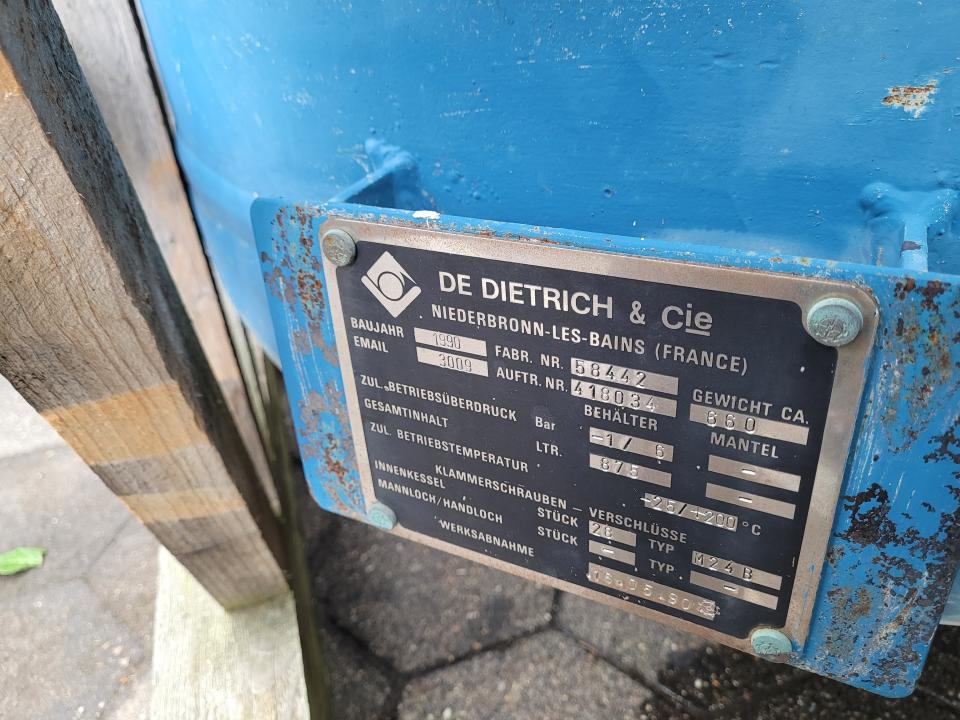 DE DIETRICH & Cie
NIEDERBRONN-LES-BAINS (FRANCE)
BAUJAHR 1990 FABR. NR. 58442
EMAIL 3009 AUFTR. NR. 418034 GEWICHT CA. 660
BEHÄLTER MANTEL
ZUL. BETRIEBSÜBERDRUCK Bar -1/ 6 -
GESAMTINHALT LTR. 875 -
ZUL. BETRIEBSTEMPERATUR -25/+200 °C
KLAMMERSCHRAUBEN – VERSCHLÜSSE
INNENKESSEL STÜCK 28 TYP M24B
MANNLOCH/HANDLOCH STÜCK - TYP. -
WERKSABNAHME